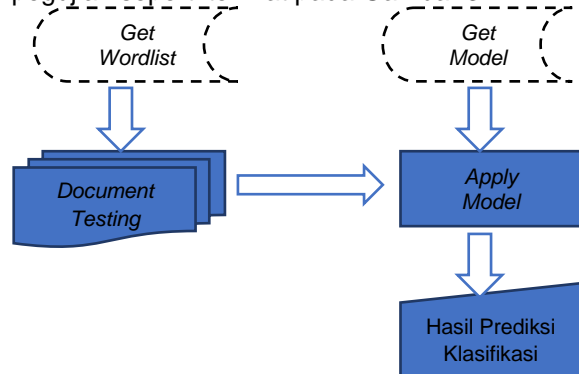 Get
Wordlist
Get
Model
Document
Testing
Apply
Model
Hasil Prediksi
Klasifikasi